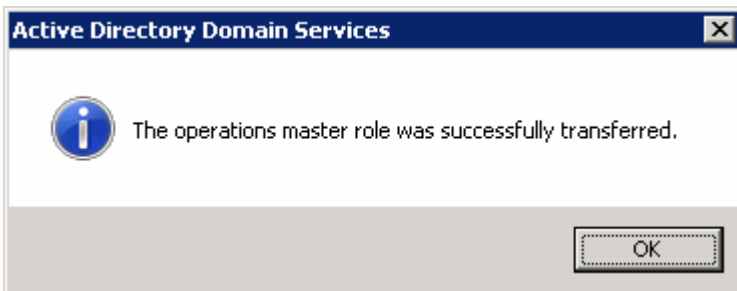 Active Directory Domain Services
The operations master role was successfully transferred.
OK